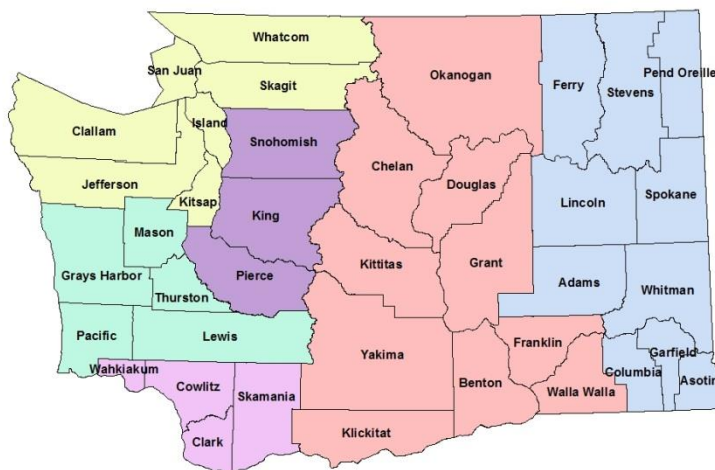 Whatcom
San Juan
Skagit
Okanogan
Ferry
Stevens
Pend Oreille
Island
Clallam
Snohomish
Chelan
Douglas
Jefferson
Kitsap
King
Lincoln
Spokane
Mason
Grays Harbor
Thurston
Pierce
Kittitas
Grant
Adams
Whitman
Pacific
Lewis
Yakima
Franklin
Garfield
Wahkiakum
Cowlitz
Skamania
Benton
Walla Walla
Columbia
Asotin
Clark
Klickitat